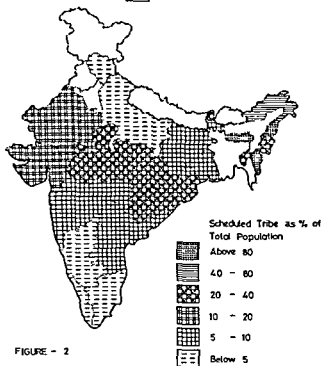 Scheduled Tribe as % of
Total Population
Above 80
40 - 60
20 - 40
10 - 20
5 - 10
Below 5
FIGURE - 2